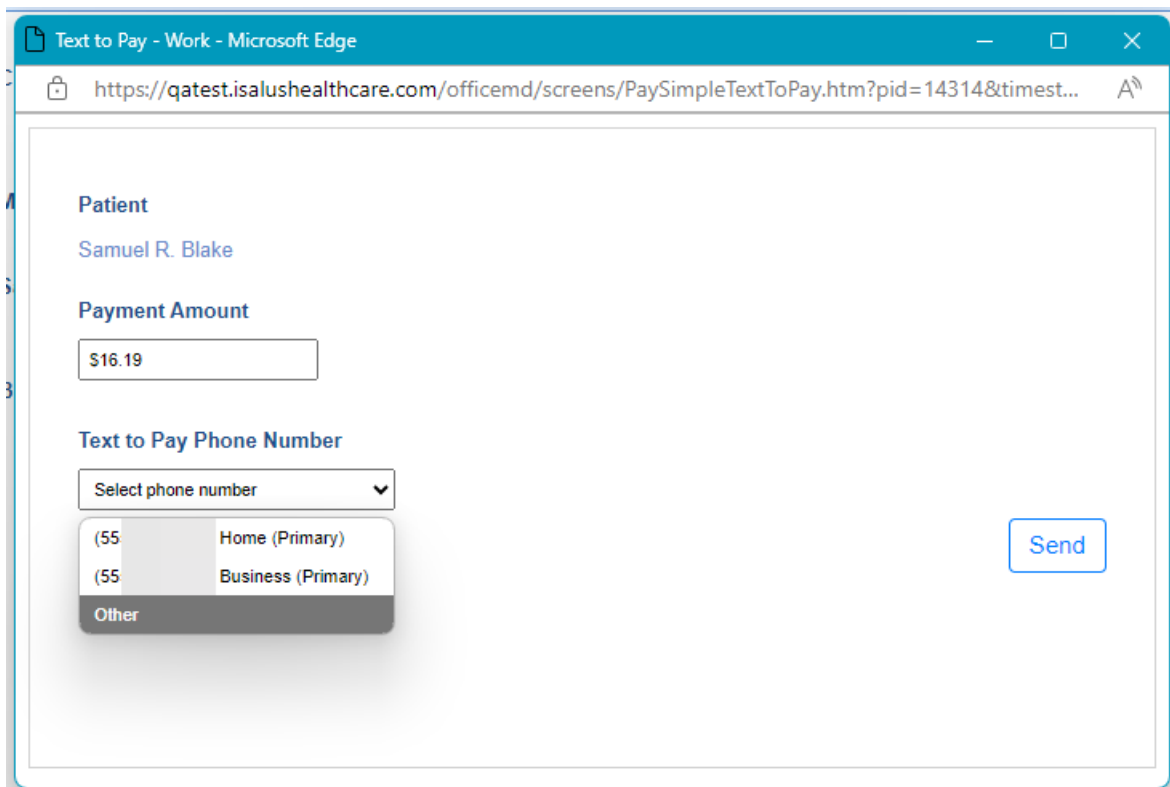 Text to Pay - Work - Microsoft Edge
https://qatest.isalushealthcare.com/officemd/screens/PaySimpleTextToPay.htm?pid=14314&timest...
Patient
Samuel R. Blake
Payment Amount
$16.19
Text to Pay Phone Number
Select phone number
(55 Home (Primary)
(55 Business (Primary)
Other
Send